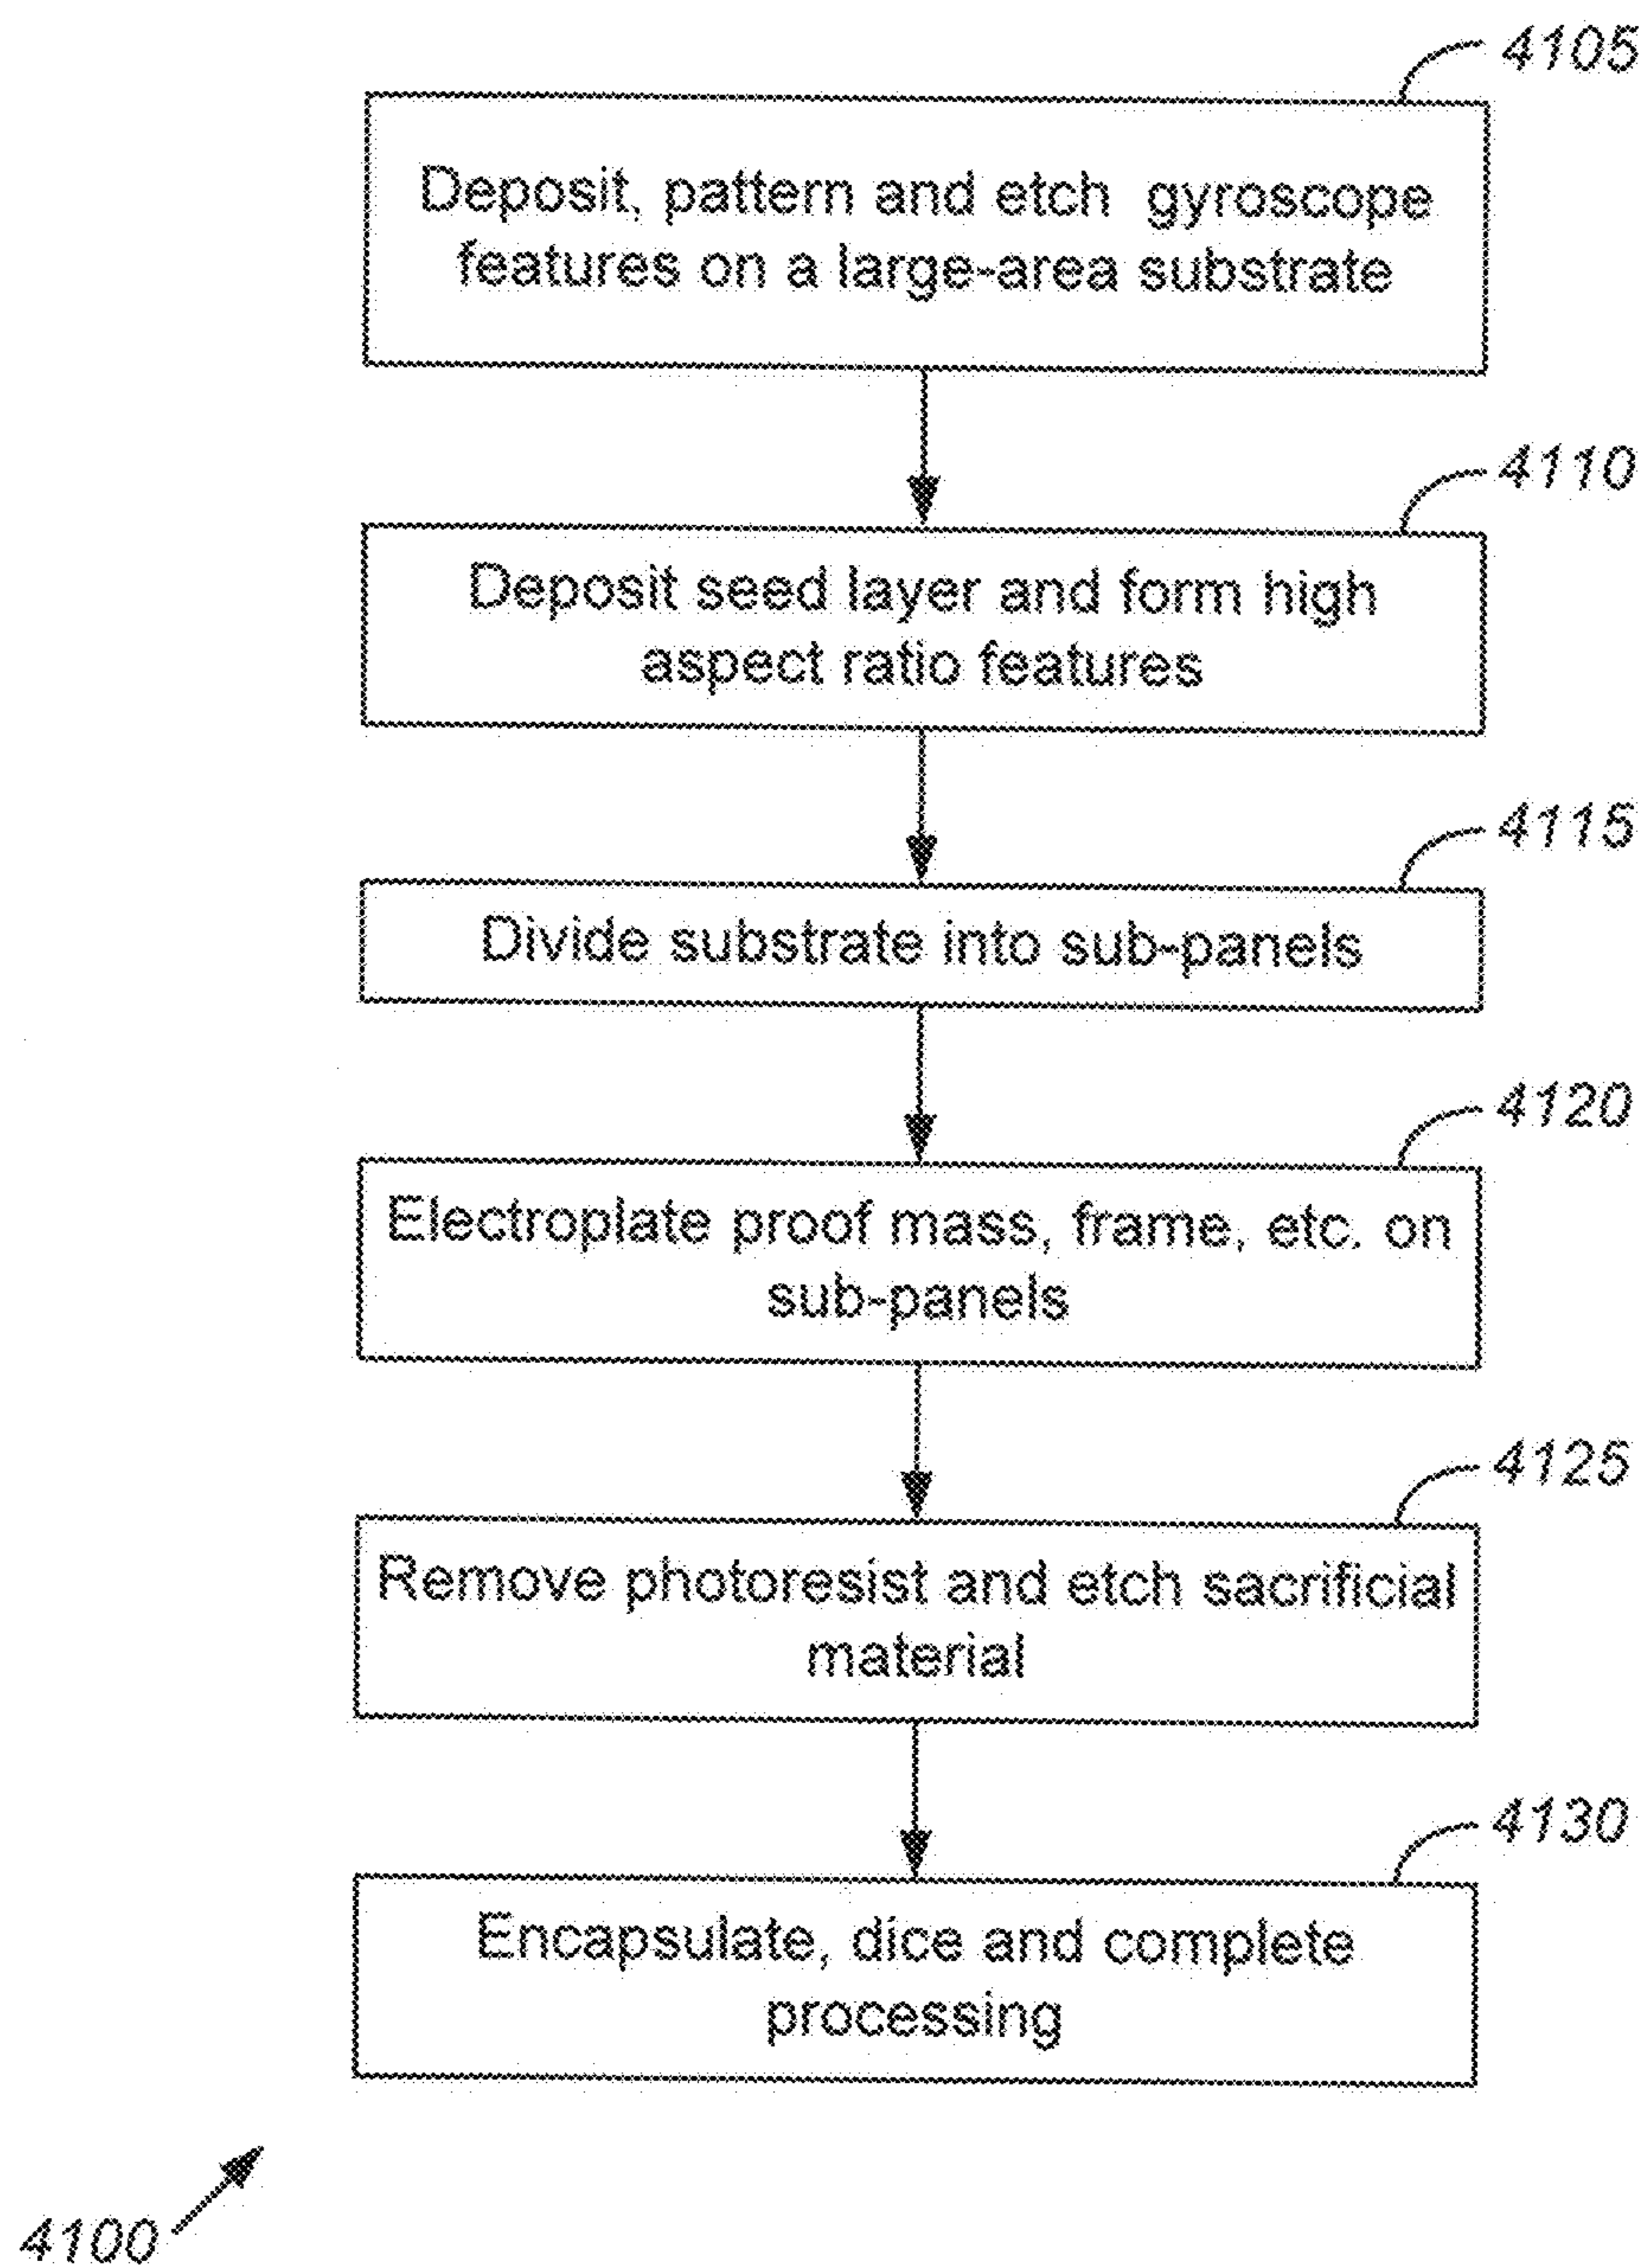 4105
Deposit, pattern and etch gyroscope
features on a large-area substrate
4110
Deposit seed layer and form high
aspect ratio features
4115
Divide substrate into sub-panels
4120
Electroplate proof mass, frame, etc. on
sub-panels
4125
Remove photoresist and etch sacrificial
material
4130
Encapsulate, dice and complete
processing
4100